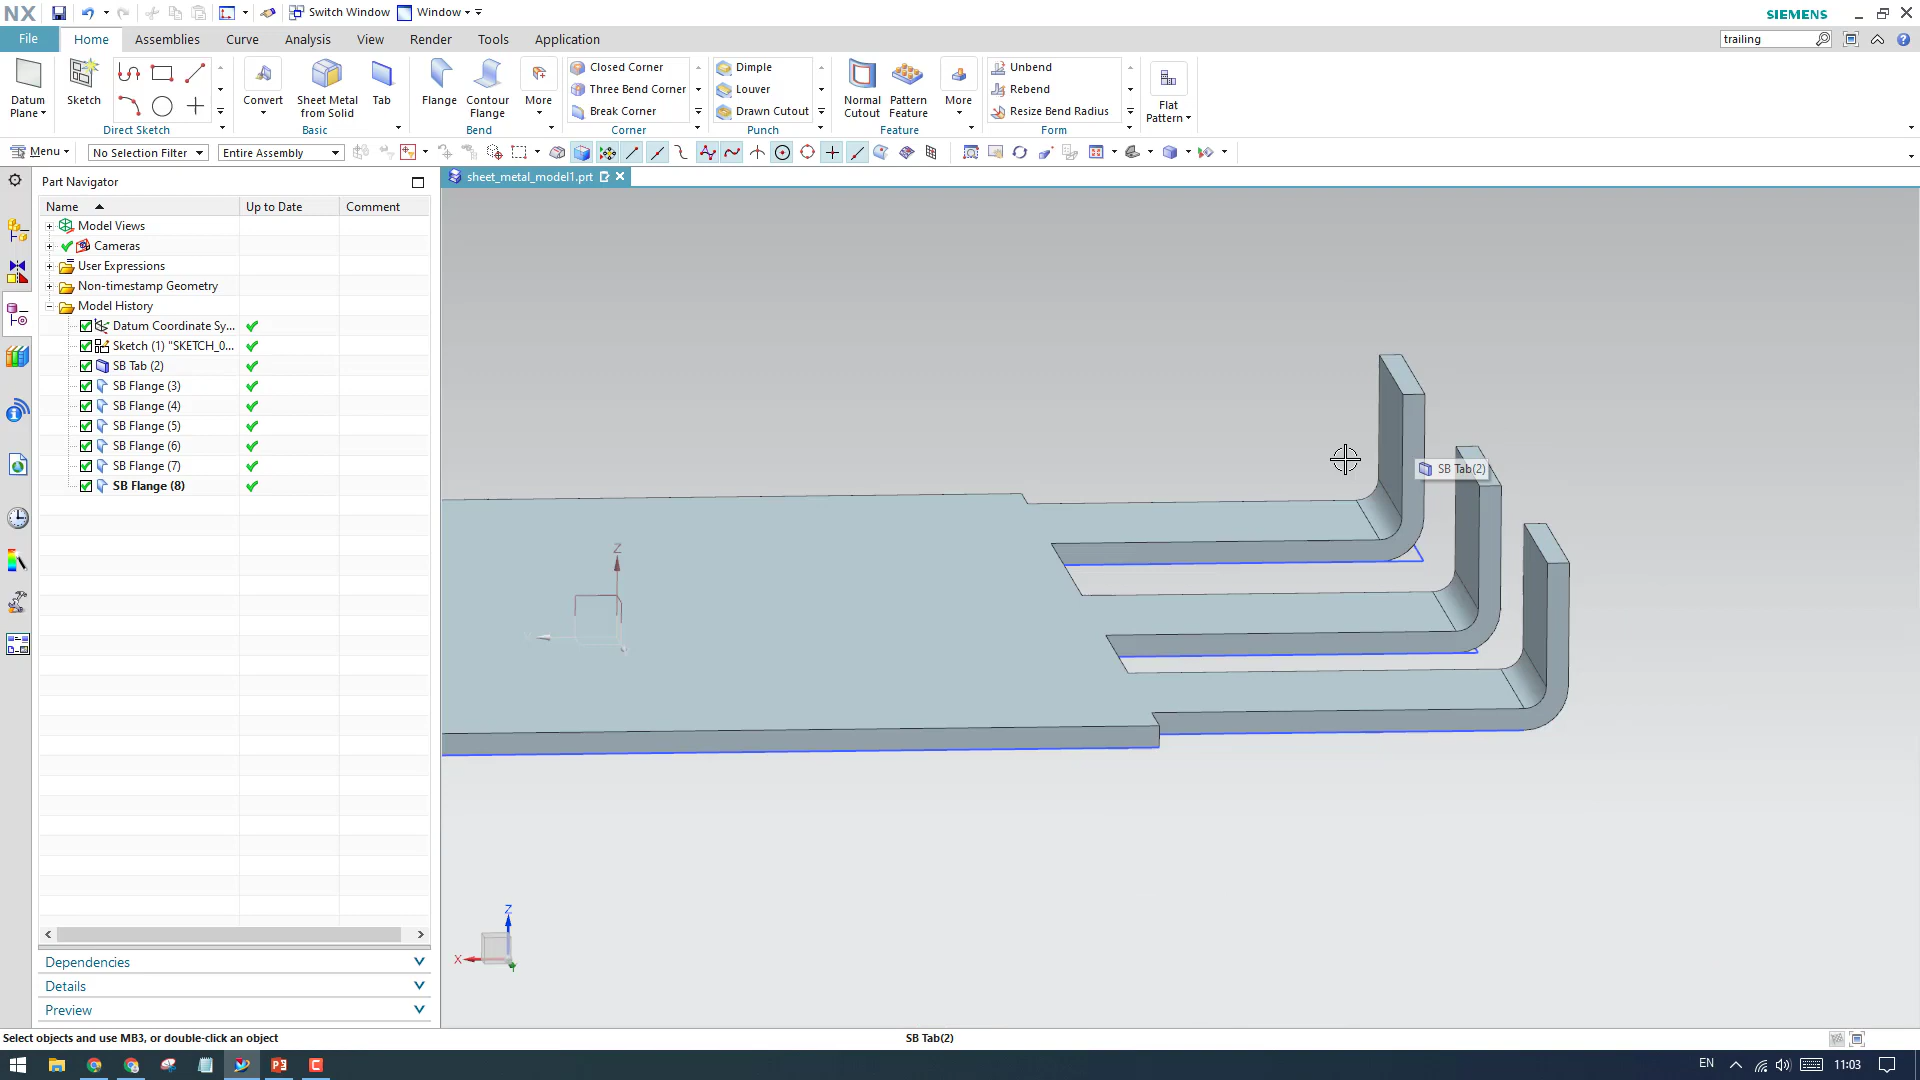 NX
Switch Window
Window
SIEMENS
File
Home
Assemblies
Curve
Analysis
View
Render
Tools
Application
trailing
Datum Plane
Sketch
Direct Sketch
Convert
Sheet Metal from Solid
Tab
Basic
Flange
Contour Flange
More
Bend
Closed Corner
Three Bend Corner
Break Corner
Corner
Dimple
Louver
Drawn Cutout
Punch
Normal Cutout
Pattern Feature
More
Feature
Unbend
Rebend
Resize Bend Radius
Form
Flat Pattern
Menu
No Selection Filter
Entire Assembly
Part Navigator
sheet_metal_model1.prt
Name
Up to Date
Comment
Model Views
Cameras
User Expressions
Non-timestamp Geometry
Model History
Datum Coordinate Sy...
Sketch (1) "SKETCH_0...
SB Tab (2)
SB Flange (3)
SB Flange (4)
SB Flange (5)
SB Flange (6)
SB Flange (7)
SB Flange (8)
SB Tab(2)
Z
Z
X
Dependencies
Details
Preview
Select objects and use MB3, or double-click an object
SB Tab(2)
EN
11:03